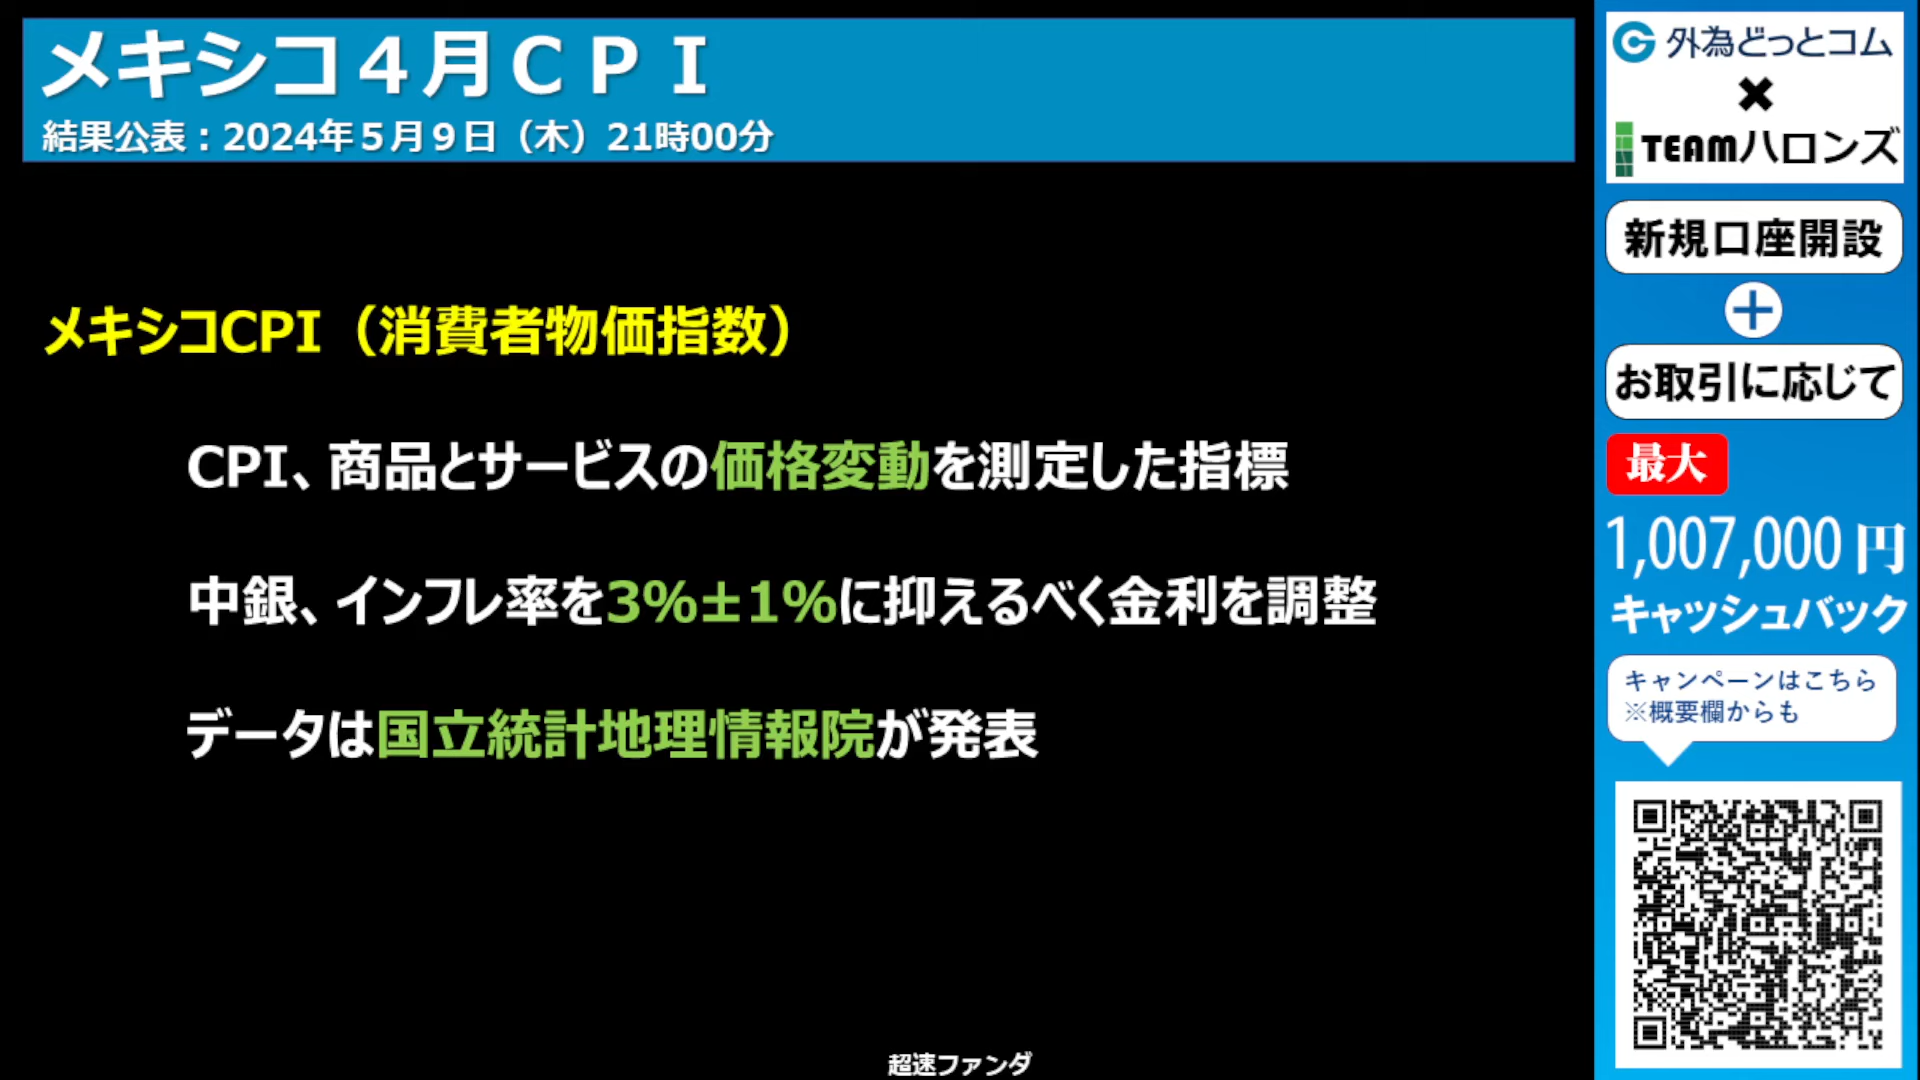 メキシコ４月ＣＰＩ
結果公表：2024年５月９日（木）21時00分
メキシコCPI（消費者物価指数）
CPI、商品とサービスの価格変動を測定した指標
中銀、インフレ率を3%±1%に抑えるべく金利を調整
データは国立統計地理情報院が発表
超速ファンダ
外為どっとコム
×
TEAMハロンズ
新規口座開設
+
お取引に応じて
最大
1,007,000円
キャッシュバック
キャンペーンはこちら
※概要欄からも